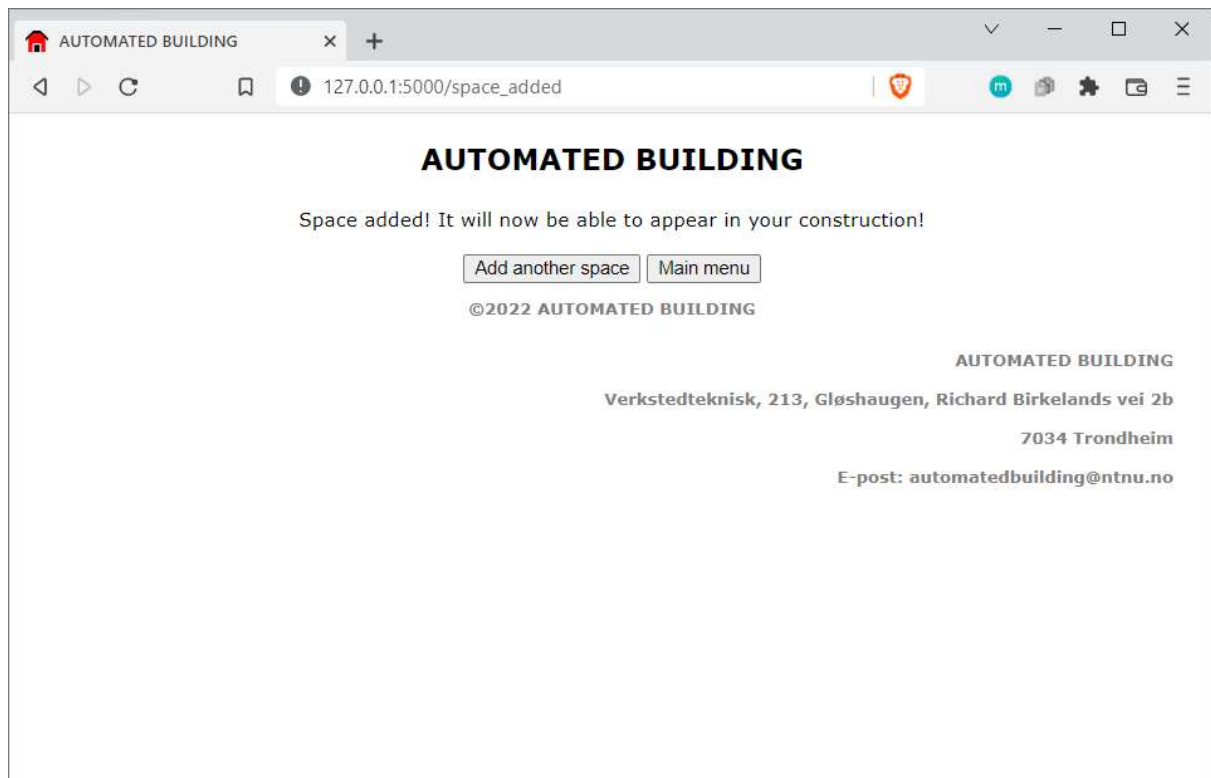 AUTOMATED BUILDING
127.0.0.1:5000/space_added
m
AUTOMATED BUILDING
Space added! It will now be able to appear in your construction!
Add another space Main menu
©2022 AUTOMATED BUILDING
AUTOMATED BUILDING
Verkstedteknisk, 213, Gløshaugen, Richard Birkelands vei 2b
7034 Trondheim
E-post: automatedbuilding@ntnu.no